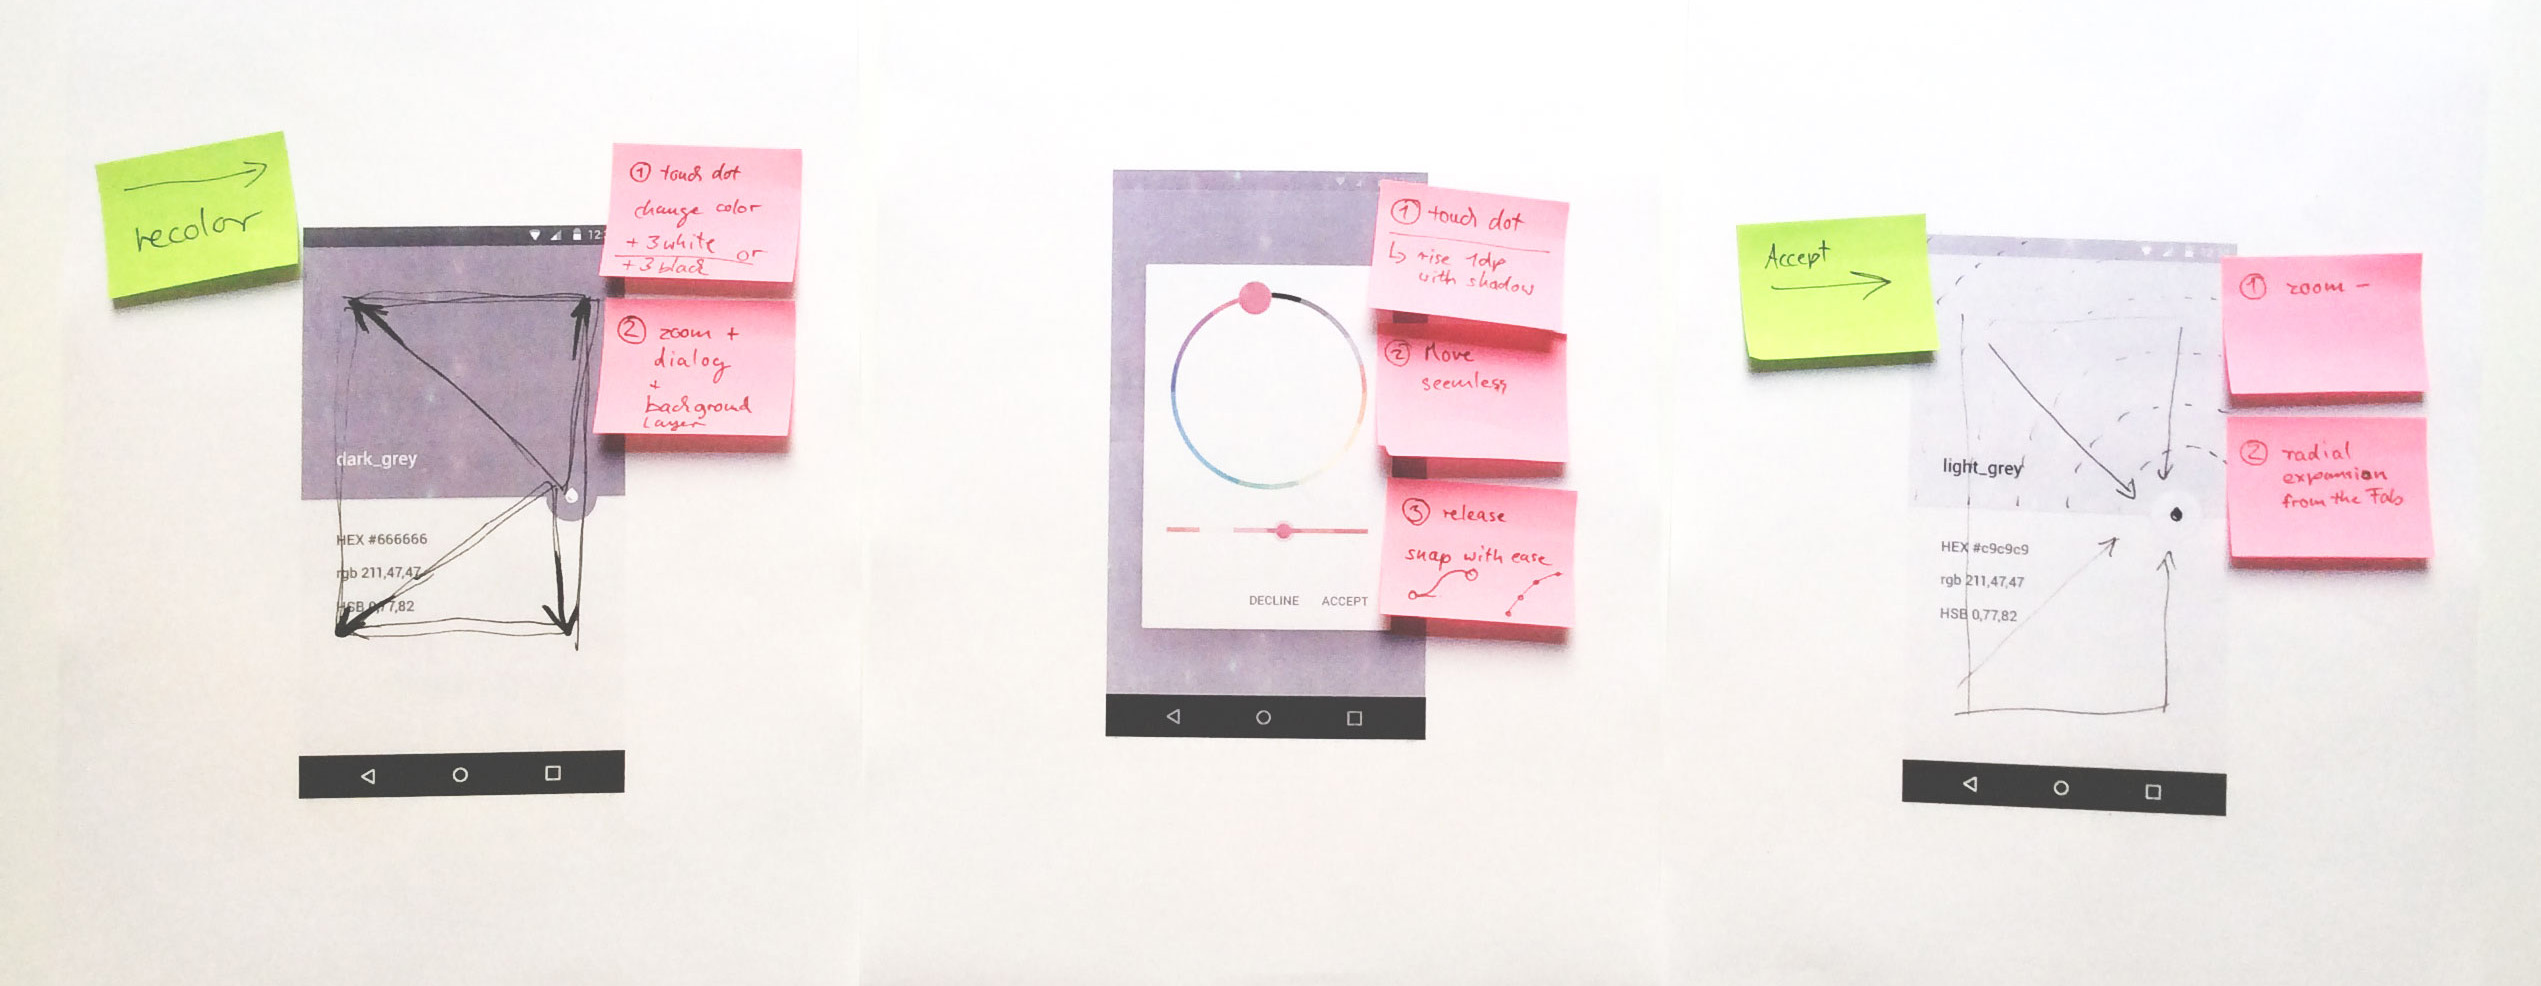 recolor
12:
① touch dot
change color
+ 3 white
or
+ 3 black
② zoom +
dialog
+
background
Layer
dark_grey
HEX #666666
rgb 211,47,47
HSB 0,77,82
① touch dot
↳ rise 1dp
with shadow
② Move
seemless
③ release
snap with ease
DECLINE ACCEPT
Accept
① zoom -
② radial
expansion
from the Fab
light_grey
HEX #c9c9c9
rgb 211,47,47
HSB 0,77,82